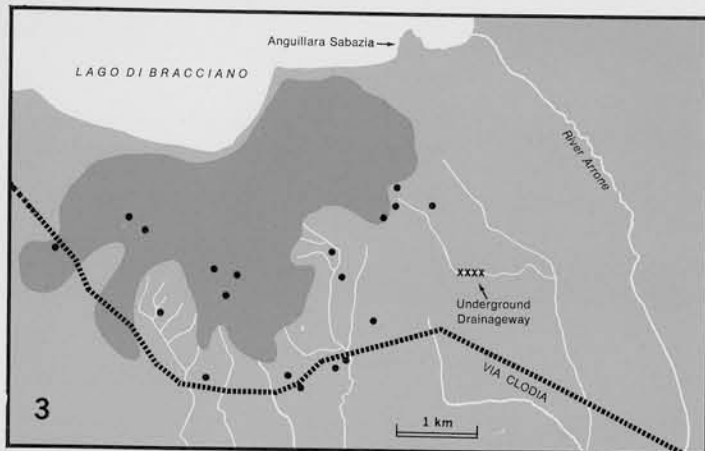 Anguillara Sabazia
LAGO DI BRACCIANO
River Arrone
XXXX
Underground
Drainageway
VIA CLODIA
3
1 km